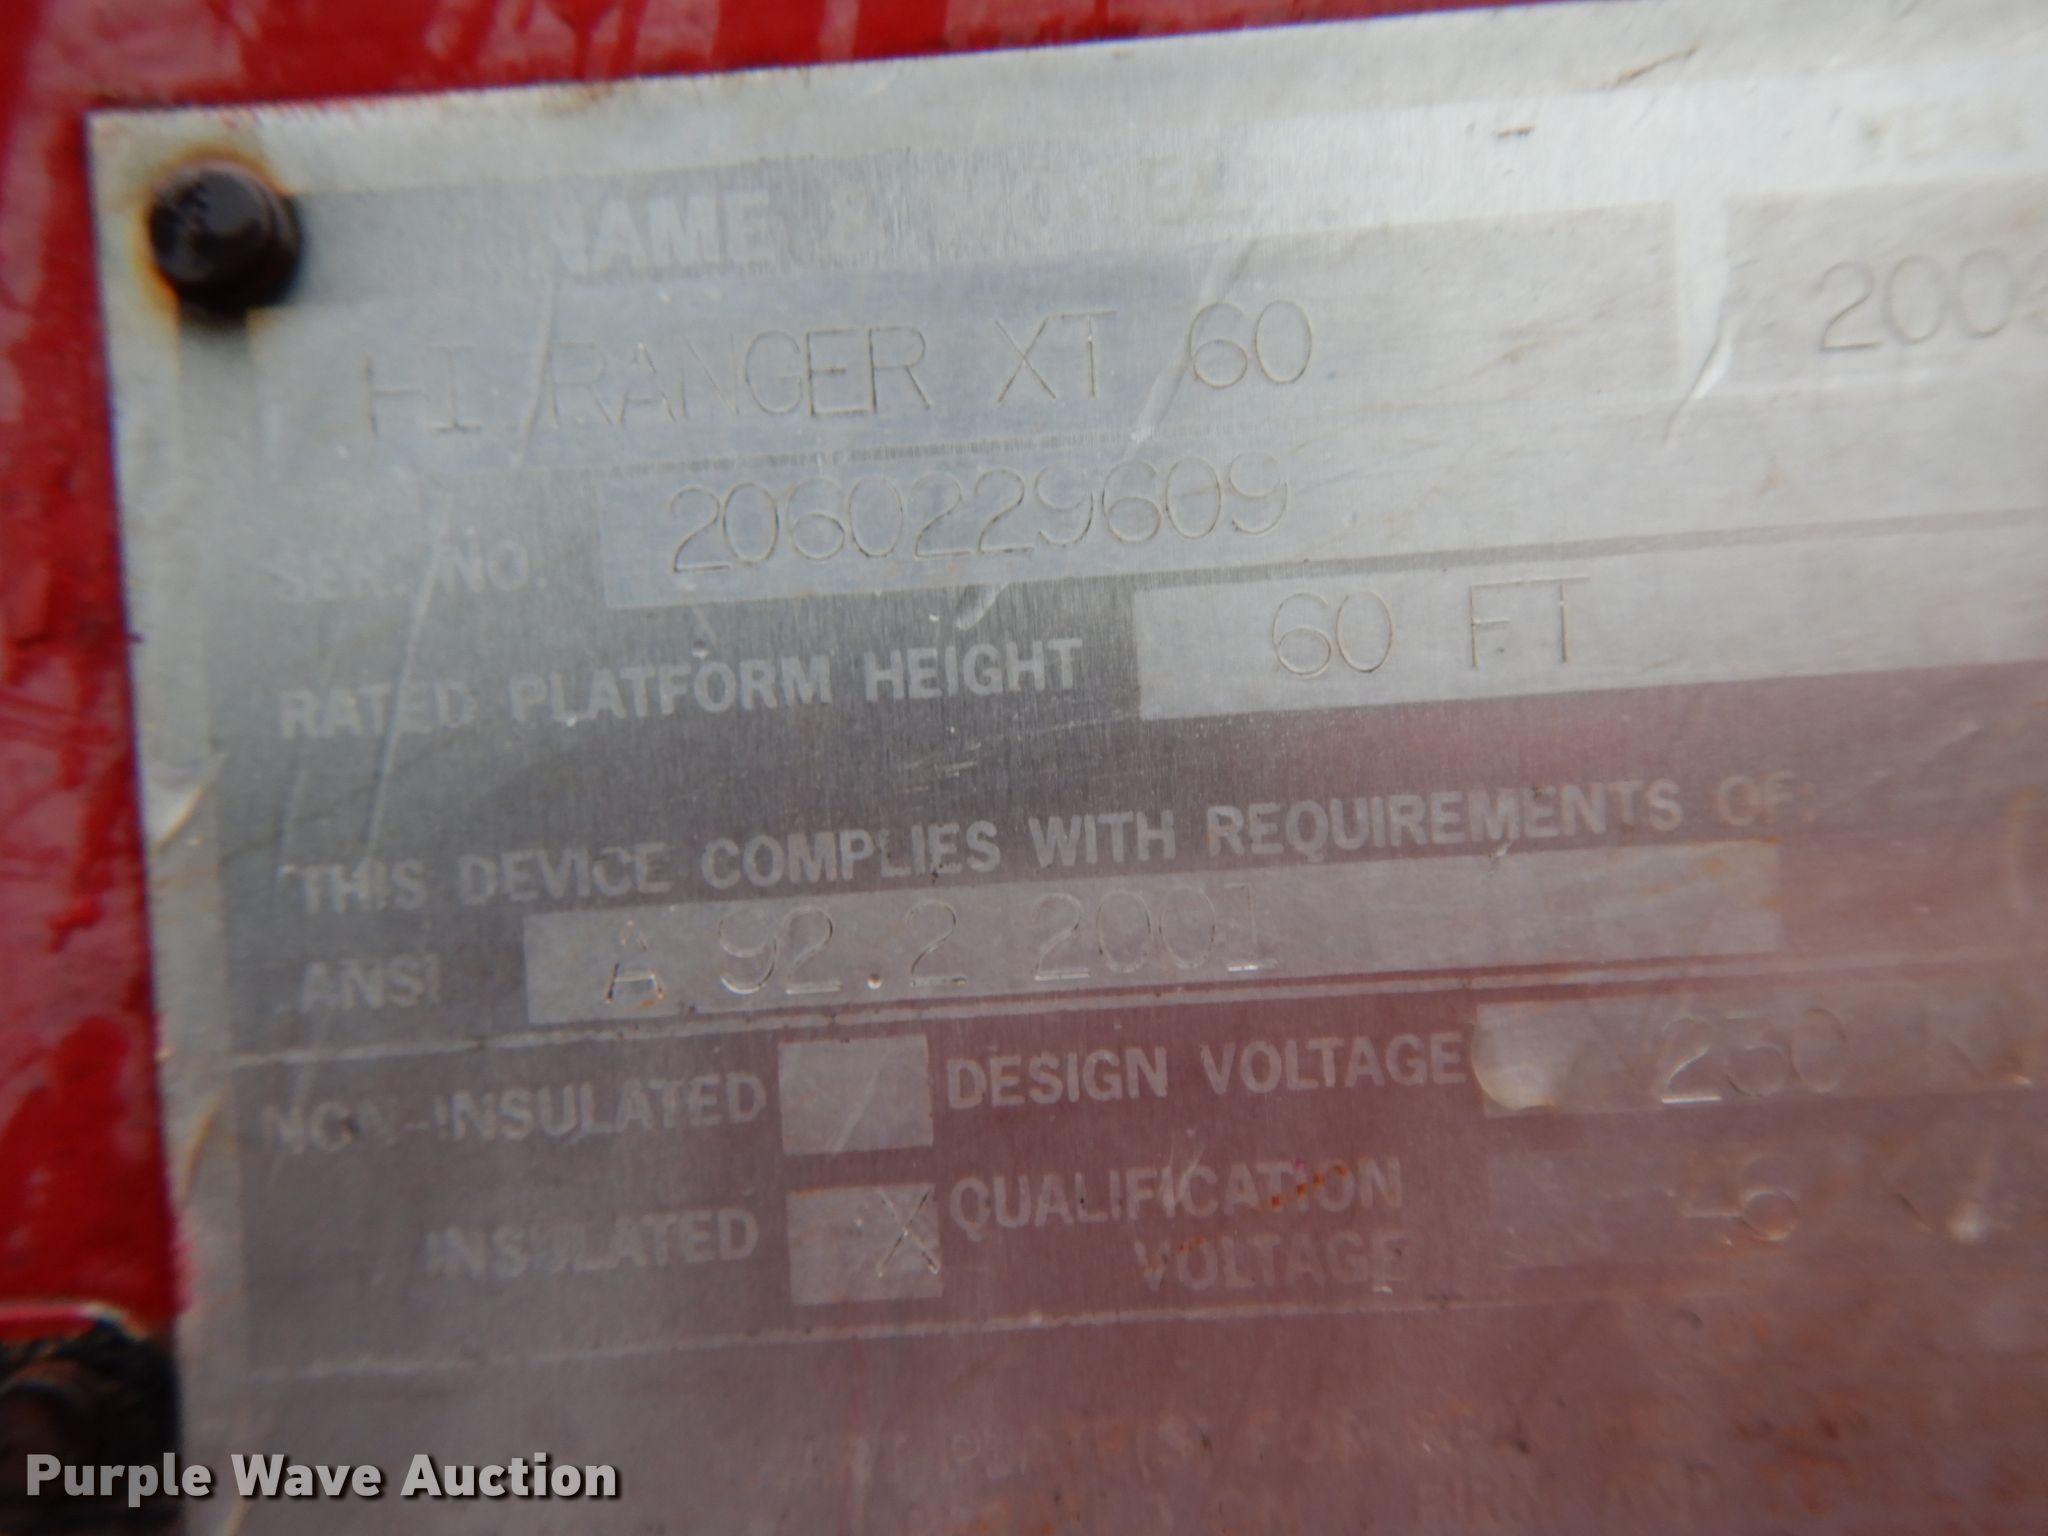 NAME & MODEL
HI RANGER XT 60
SER. NO. 2060229609
RATED PLATFORM HEIGHT 60 FT
THIS DEVICE COMPLIES WITH REQUIREMENTS OF:
ANSI A 92.2 2001
NON-INSULATED DESIGN VOLTAGE
INSULATED X QUALIFICATION
VOLTAGE
Purple Wave Auction